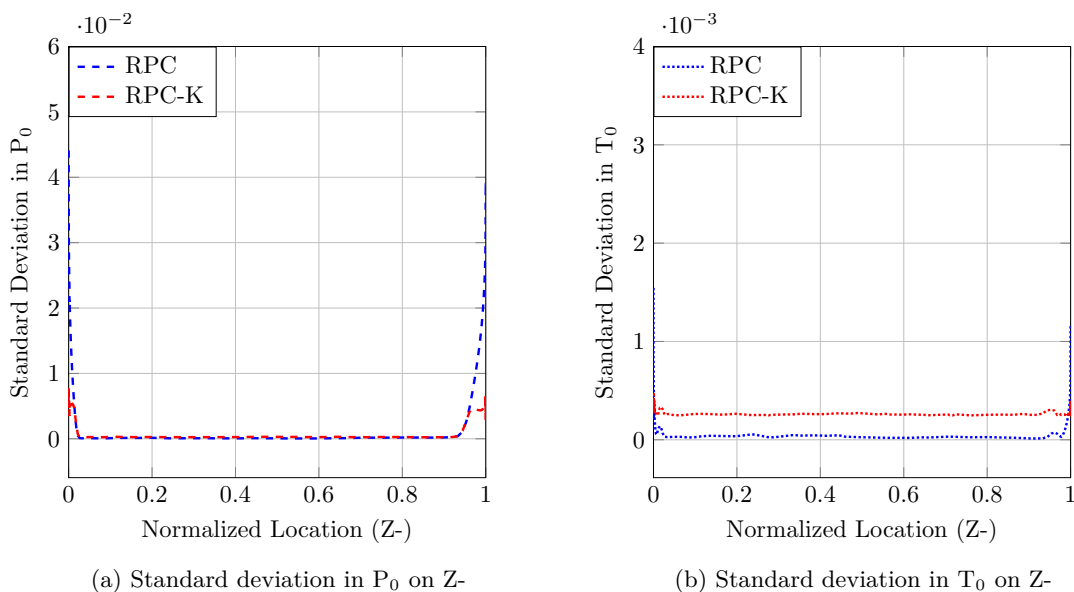 ·10⁻²
6
5
4
3
2
1
0
Standard Deviation in P₀
RPC
RPC-K
0 0.2 0.4 0.6 0.8 1
Normalized Location (Z-)
(a) Standard deviation in P₀ on Z-
·10⁻³
4
3
2
1
0
Standard Deviation in T₀
RPC
RPC-K
0 0.2 0.4 0.6 0.8 1
Normalized Location (Z-)
(b) Standard deviation in T₀ on Z-